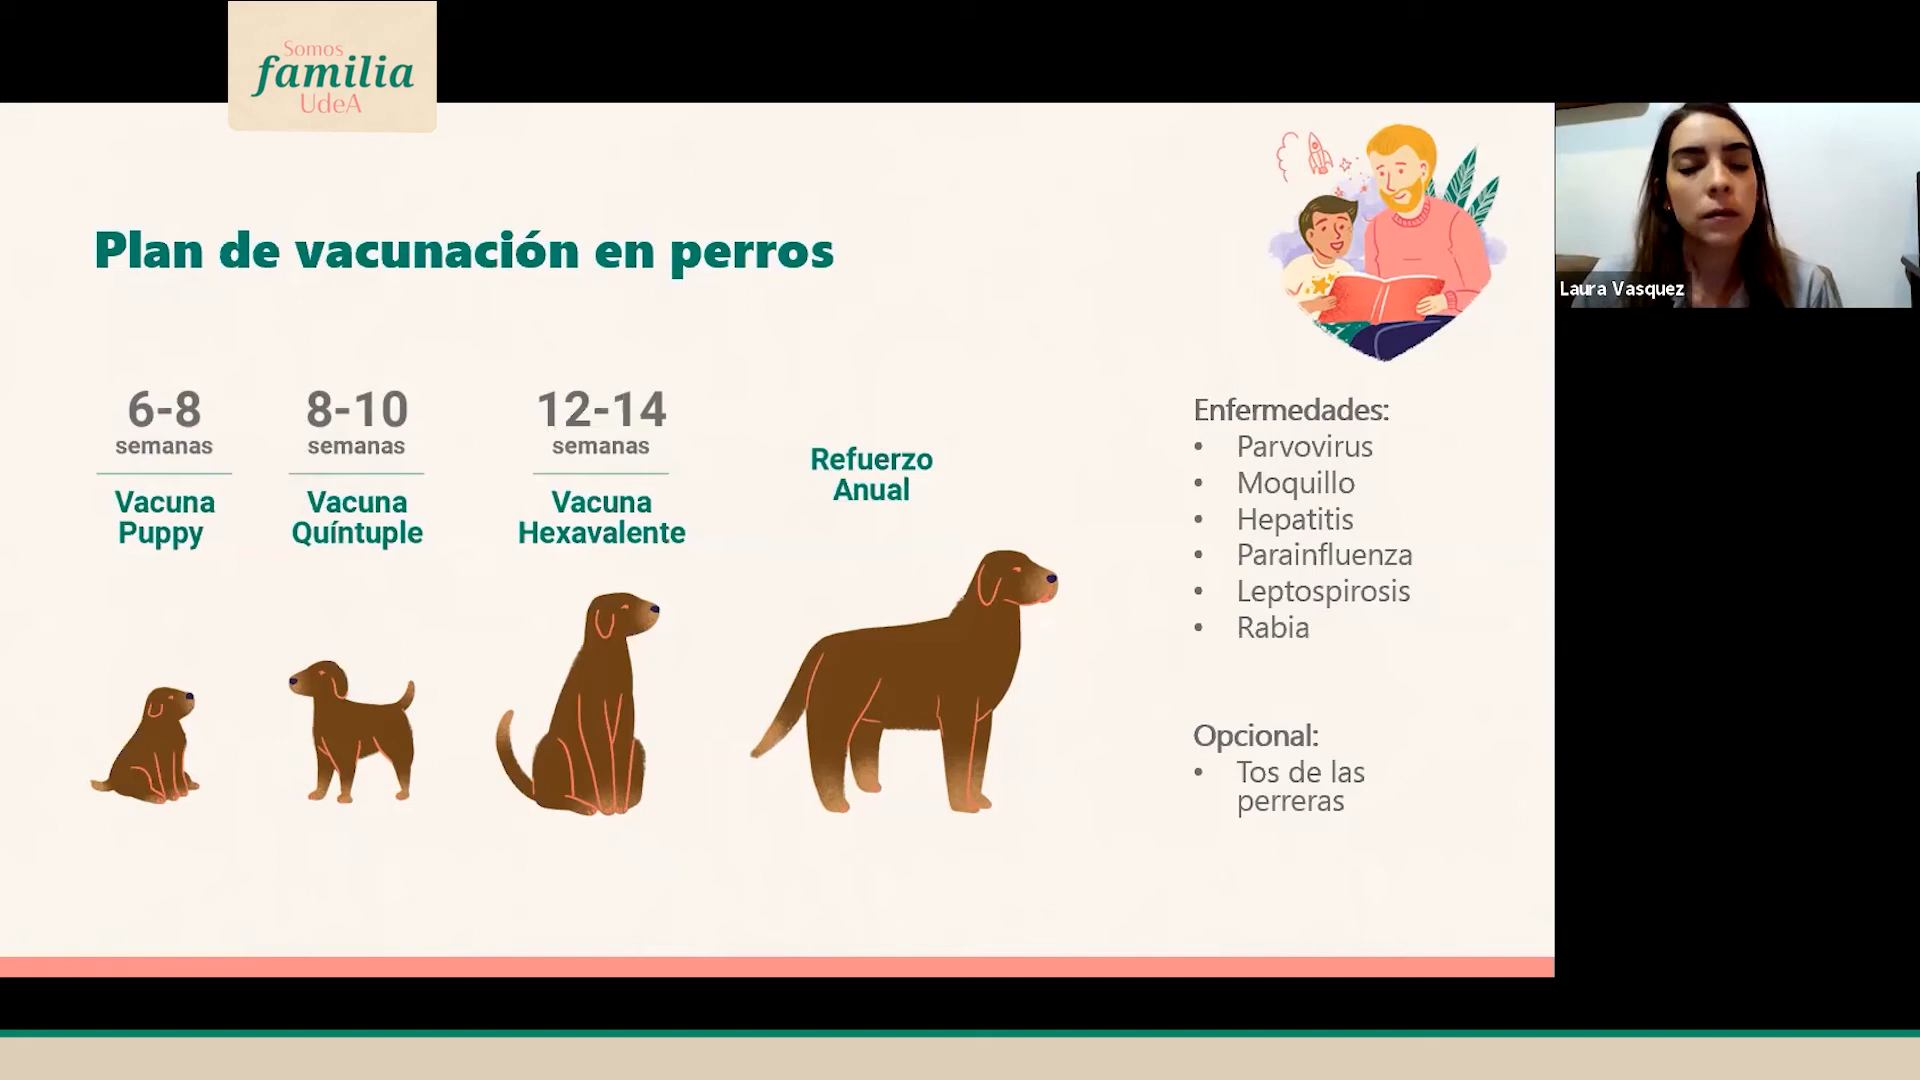 Somos
familia
UdeA
Plan de vacunación en perros
6-8
semanas
Vacuna
Puppy
8-10
semanas
Vacuna
Quíntuple
12-14
semanas
Vacuna
Hexavalente
Refuerzo
Anual
Enfermedades:
• Parvovirus
• Moquillo
• Hepatitis
• Parainfluenza
• Leptospirosis
• Rabia
Opcional:
• Tos de las
perreras
Laura Vasquez